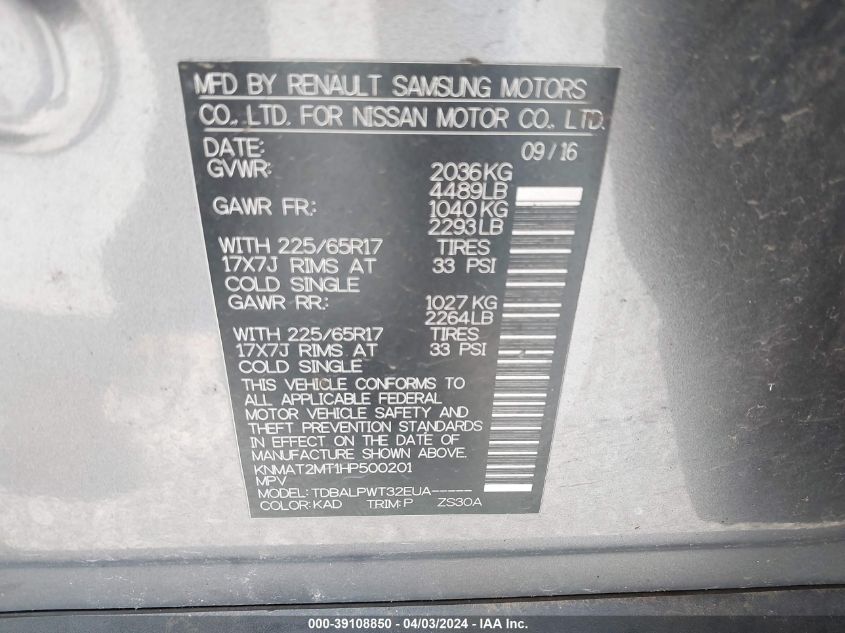 MFD BY RENAULT SAMSUNG MOTORS
CO., LTD. FOR NISSAN MOTOR CO., LTD.
DATE: 09/16
GVWR: 2036KG
4489LB
GAWR FR.: 1040KG
2293LB
WITH 225/65R17 TIRES
17X7J RIMS AT 33 PSI
COLD SINGLE
GAWR RR.: 1027KG
2264LB
WITH 225/65R17 TIRES
17X7J RIMS AT 33 PSI
COLD SINGLE
THIS VEHICLE CONFORMS TO
ALL APPLICABLE FEDERAL
MOTOR VEHICLE SAFETY AND
THEFT PREVENTION STANDARDS
IN EFFECT ON THE DATE OF
MANUFACTURE SHOWN ABOVE.
KNMAT2MT1HP500201
MPV
MODEL: TDBALPWT32EUA-----
COLOR:KAD TRIM:P ZS30A
000-39108850 - 04/03/2024 - IAAI.COM